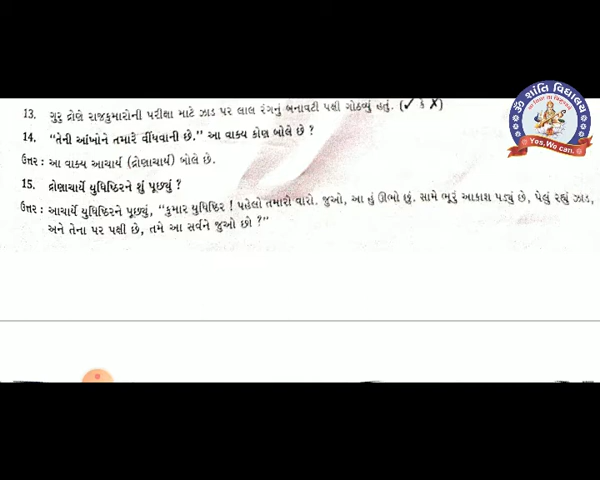 13. ગુરુ દ્રોણે રાજકુમારોની પરીક્ષા માટે ઝાડ પર લાલ રંગનું બનાવટી પક્ષી ગોઠવ્યું હતું. (✓ કે ✗)
14. “તેની આંખોને તમારે વીંધવાની છે.” આ વાક્ય કોણ બોલે છે ?
ઉત્તર : આ વાક્ય આચાર્ય (દ્રોણાચાર્ય) બોલે છે.
15. દ્રોણાચાર્યે યુધિષ્ઠિરને શું પૂછ્યું ?
ઉત્તર : આચાર્યે યુધિષ્ઠિરને પૂછ્યું, “કુમાર યુધિષ્ઠિર ! પહેલો તમારો વારો. જુઓ, આ હું ઊભો છું. સામે ભૂરું આકાશ પડ્યું છે, પેલું રહ્યું ઝાડ,
અને તેના પર પક્ષી છે, તમે આ સર્વને જુઓ છો ?”
ૐ શાંતિ વિદ્યાલય
Yes, We can.